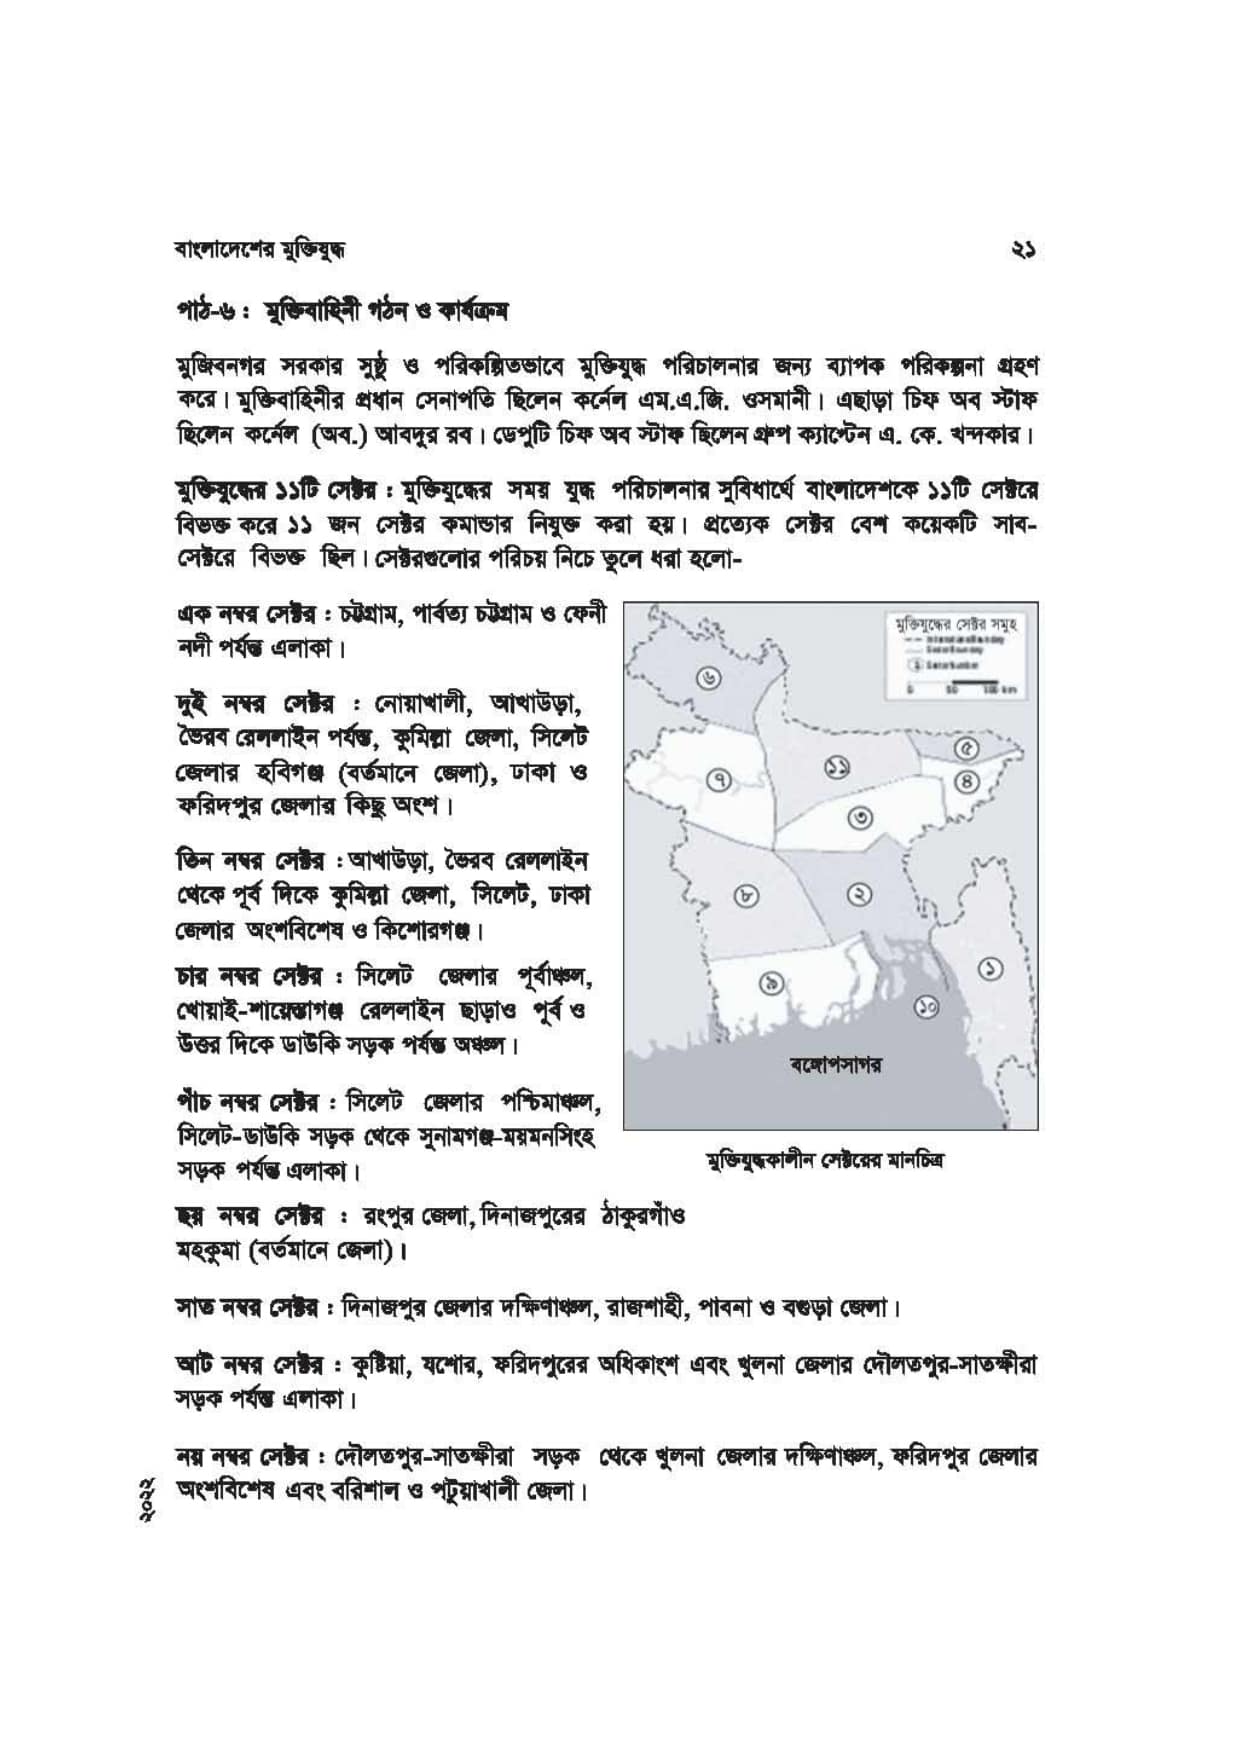 বাংলাদেশের মুক্তিযুদ্ধ ২১
পাঠ-৬ : মুক্তিবাহিনী গঠন ও কার্যক্রম
মুজিবনগর সরকার সুষ্ঠু ও পরিকল্পিতভাবে মুক্তিযুদ্ধ পরিচালনার জন্য ব্যাপক পরিকল্পনা গ্রহণ
করে। মুক্তিবাহিনীর প্রধান সেনাপতি ছিলেন কর্নেল এম.এ.জি. ওসমানী। এছাড়া চিফ অব স্টাফ
ছিলেন কর্নেল (অব.) আবদুর রব। ডেপুটি চিফ অব স্টাফ ছিলেন গ্রুপ ক্যাপ্টেন এ. কে. খন্দকার।
মুক্তিযুদ্ধের ১১টি সেক্টর : মুক্তিযুদ্ধের সময় যুদ্ধ পরিচালনার সুবিধার্থে বাংলাদেশকে ১১টি সেক্টরে
বিভক্ত করে ১১ জন সেক্টর কমান্ডার নিযুক্ত করা হয়। প্রত্যেক সেক্টর বেশ কয়েকটি সাব-
সেক্টরে বিভক্ত ছিল। সেক্টরগুলোর পরিচয় নিচে তুলে ধরা হলো-
এক নম্বর সেক্টর : চট্টগ্রাম, পার্বত্য চট্টগ্রাম ও ফেনী
নদী পর্যন্ত এলাকা।
দুই নম্বর সেক্টর : নোয়াখালী, আখাউড়া,
ভৈরব রেললাইন পর্যন্ত, কুমিল্লা জেলা, সিলেট
জেলার হবিগঞ্জ (বর্তমানে জেলা), ঢাকা ও
ফরিদপুর জেলার কিছু অংশ।
তিন নম্বর সেক্টর : আখাউড়া, ভৈরব রেললাইন
থেকে পূর্ব দিকে কুমিল্লা জেলা, সিলেট, ঢাকা
জেলার অংশবিশেষ ও কিশোরগঞ্জ।
চার নম্বর সেক্টর : সিলেট জেলার পূর্বাঞ্চল,
খোয়াই-শায়েস্তাগঞ্জ রেললাইন ছাড়াও পূর্ব ও
উত্তর দিকে ডাউকি সড়ক পর্যন্ত অঞ্চল।
পাঁচ নম্বর সেক্টর : সিলেট জেলার পশ্চিমাঞ্চল,
সিলেট-ডাউকি সড়ক থেকে সুনামগঞ্জ-ময়মনসিংহ
সড়ক পর্যন্ত এলাকা।
মুক্তিযুদ্ধের সেক্টর সমূহ
International Boundary
Sector Boundary
Sector Number
0 50 100 km
৬
৫
১১
৭
৪
৩
৮
২
১
৯
১০
বঙ্গোপসাগর
মুক্তিযুদ্ধকালীন সেক্টরের মানচিত্র
ছয় নম্বর সেক্টর : রংপুর জেলা, দিনাজপুরের ঠাকুরগাঁও
মহকুমা (বর্তমানে জেলা)।
সাত নম্বর সেক্টর : দিনাজপুর জেলার দক্ষিণাঞ্চল, রাজশাহী, পাবনা ও বগুড়া জেলা।
আট নম্বর সেক্টর : কুষ্টিয়া, যশোর, ফরিদপুরের অধিকাংশ এবং খুলনা জেলার দৌলতপুর-সাতক্ষীরা
সড়ক পর্যন্ত এলাকা।
নয় নম্বর সেক্টর : দৌলতপুর-সাতক্ষীরা সড়ক থেকে খুলনা জেলার দক্ষিণাঞ্চল, ফরিদপুর জেলার
অংশবিশেষ এবং বরিশাল ও পটুয়াখালী জেলা।
২০২২